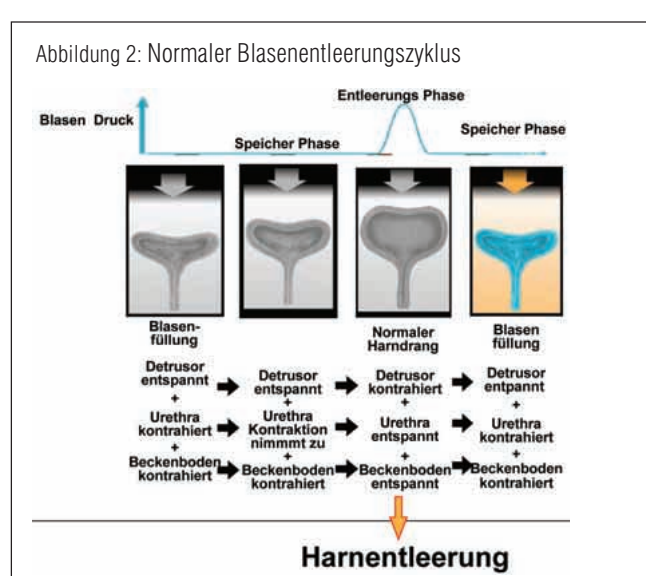 Abbildung 2: Normaler Blasenentleerungszyklus
Entleerungs Phase
Blasen Druck
Speicher Phase
Speicher Phase
Blasen-
füllung
Normaler
Harndrang
Blasen
füllung
Detrusor
entspannt
+
Urethra
kontrahiert
+
Beckenboden
kontrahiert
Detrusor
entspannt
+
Urethra
Kontraktion
nimmmt zu
+
Beckenboden
kontrahiert
Detrusor
kontrahiert
+
Urethra
entspannt
+
Beckenboden
entspannt
Detrusor
entpannt
+
Urethra
kontrahiert
+
Beckenboden
kontrahiert
Harnentleerung